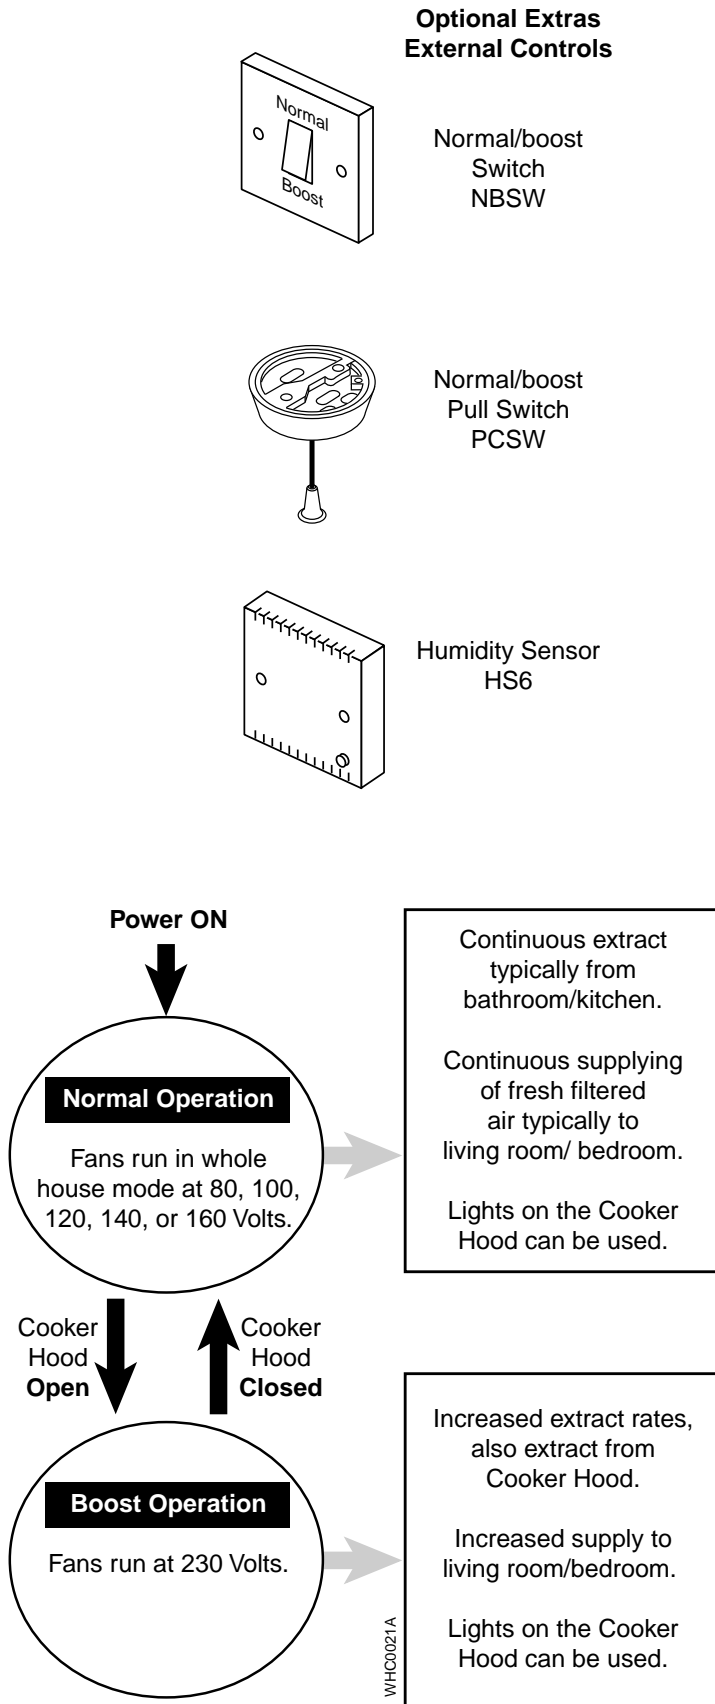 Optional Extras
External Controls
Normal
Boost
Normal/boost
Switch
NBSW
Normal/boost
Pull Switch
PCSW
Humidity Sensor
HS6
Power ON
Normal Operation
Fans run in whole
house mode at 80, 100,
120, 140, or 160 Volts.
Continuous extract
typically from
bathroom/kitchen.
Continuous supplying
of fresh filtered
air typically to
living room/ bedroom.
Lights on the Cooker
Hood can be used.
Cooker
Hood
Open
Cooker
Hood
Closed
Boost Operation
Fans run at 230 Volts.
Increased extract rates,
also extract from
Cooker Hood.
Increased supply to
living room/bedroom.
Lights on the Cooker
Hood can be used.
WHC0021A